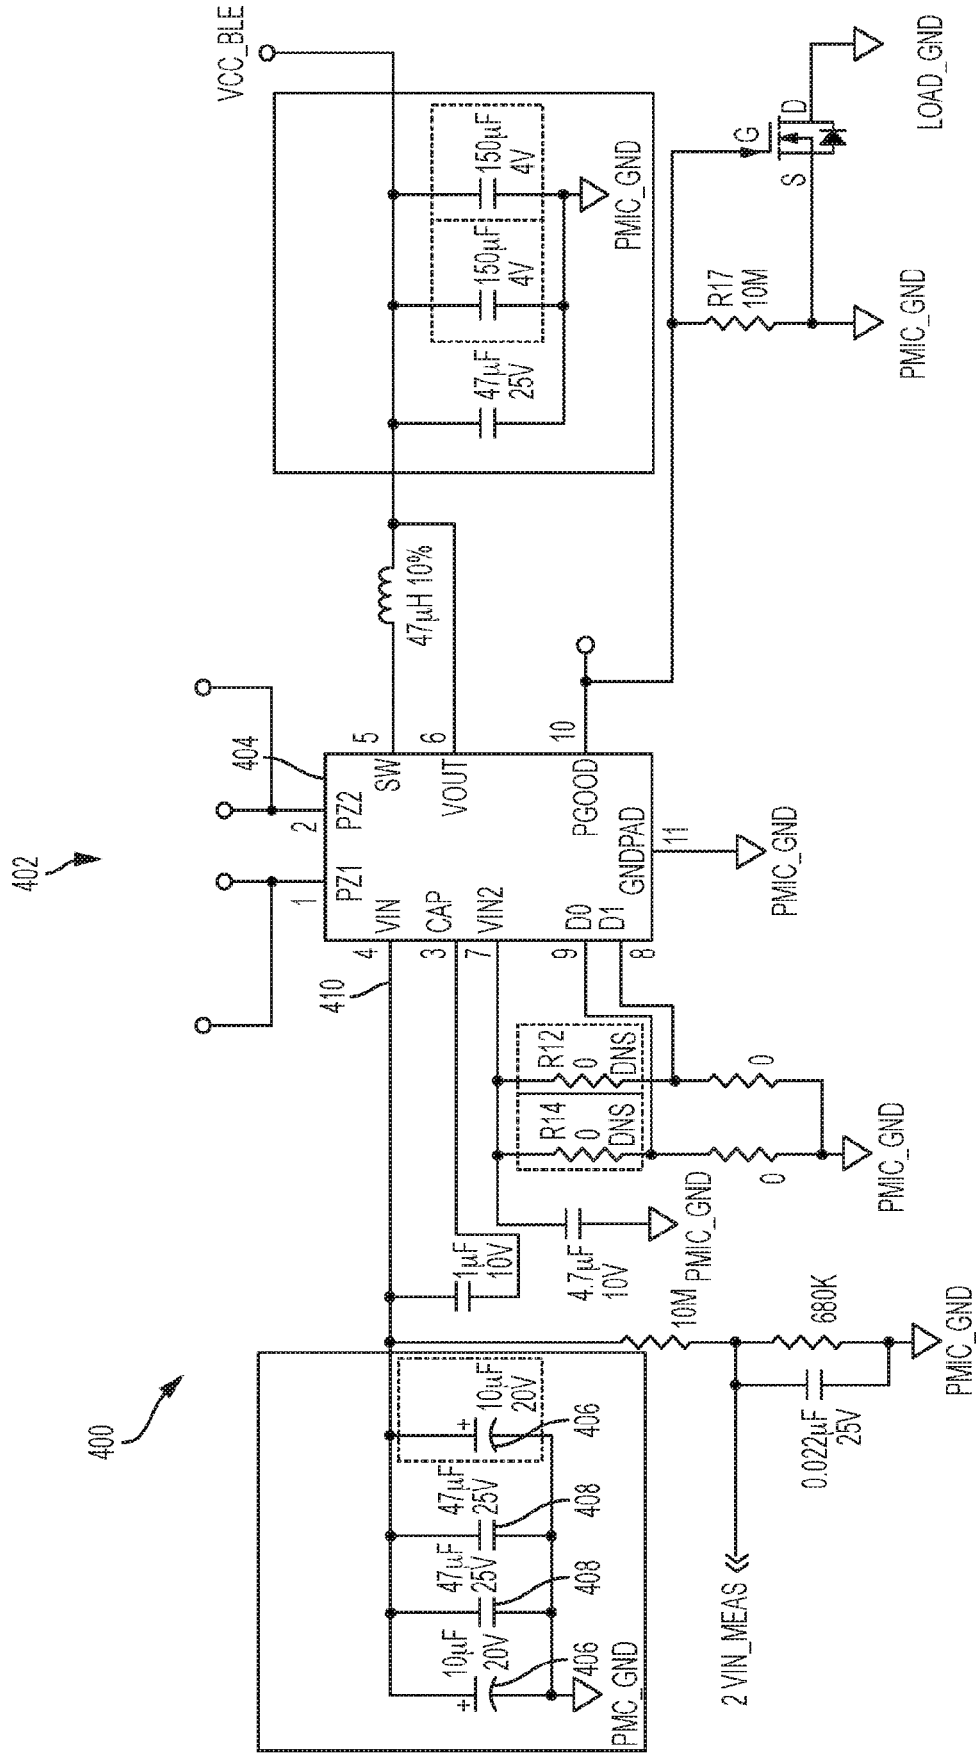 400
402
404
VCC_BLE
10µF
20V
406
47µF
25V
408
47µF
25V
408
10µF
20V
406
PMC_GND
410
1µF
10V
4.7µF
10V
PMIC_GND
R14
0
DNS
R12
0
DNS
0
0
PMIC_GND
10M
680K
0.022µF
25V
PMIC_GND
2 VIN_MEAS
1
PZ1
2
PZ2
4
VIN
3
CAP
7
VIN2
9
D0
8
D1
5
SW
6
VOUT
10
PGOOD
GNDPAD
11
PMIC_GND
47µH 10%
47µF
25V
150µF
4V
150µF
4V
PMIC_GND
R17
10M
PMIC_GND
G
S
D
LOAD_GND